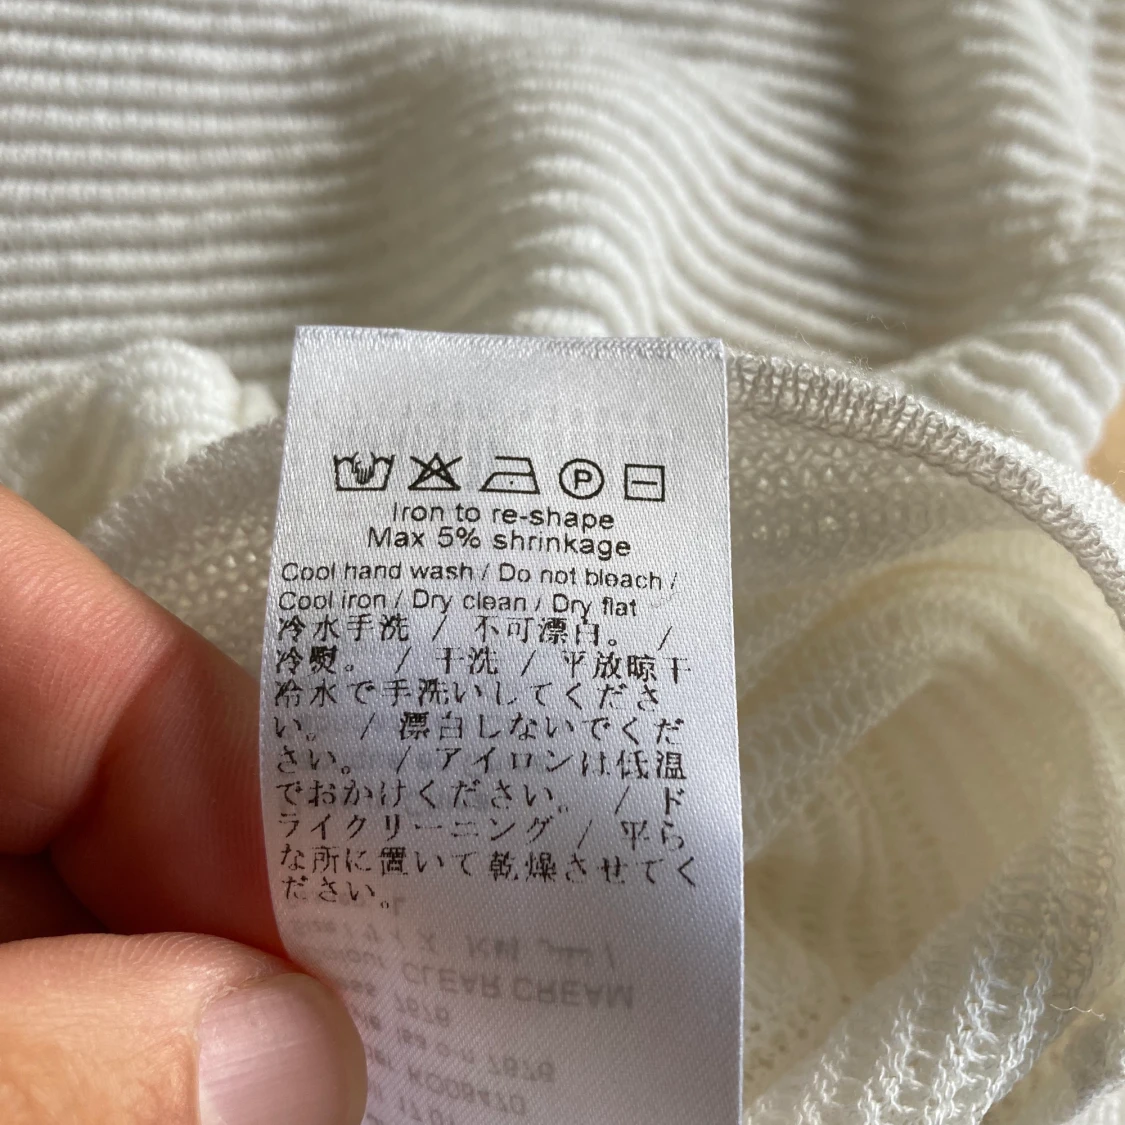 P
Iron to re-shape
Max 5% shrinkage
Cool hand wash / Do not bleach /
Cool iron / Dry clean / Dry flat
冷水手洗 / 不可漂白。 /
冷熨。 / 干洗 / 平放晾干
冷水で手洗いしてくださ
い。 / 漂白しないでくだ
さい。 / アイロンは低温
でおかけください。 / ド
ライクリーニング / 平ら
な所に置いて乾燥させてく
ださい。
CLEAR CREAM
7676
7676